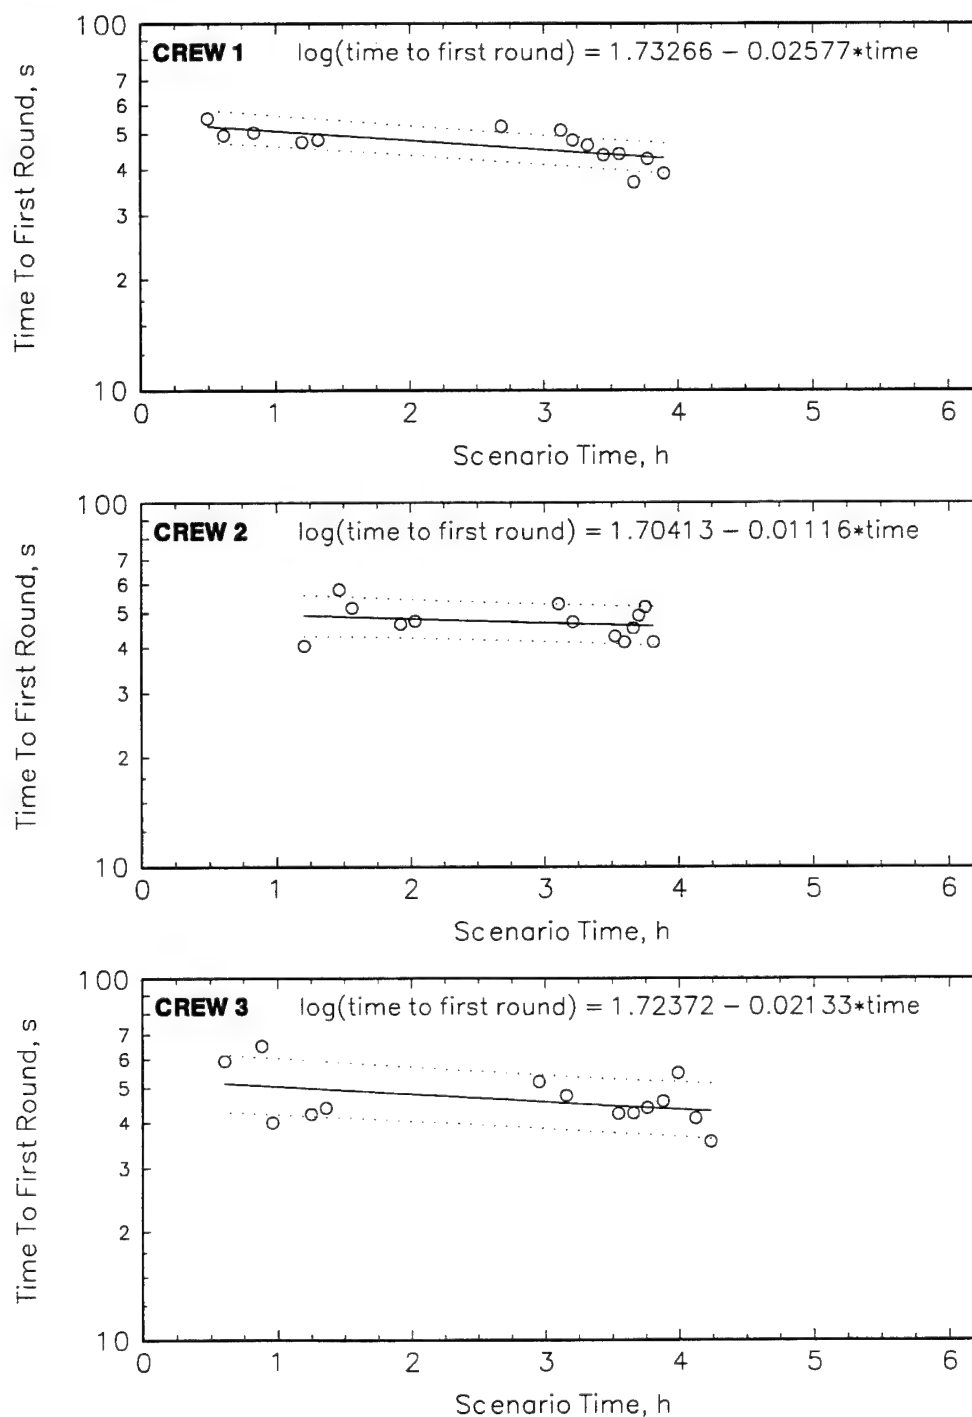 100
CREW 1 log(time to first round) = 1.73266 − 0.02577*time
7
6
5
4
3
2
10
0 1 2 3 4 5 6
Time To First Round, s
Scenario Time, h
100
CREW 2 log(time to first round) = 1.70413 − 0.01116*time
7
6
5
4
3
2
10
0 1 2 3 4 5 6
Time To First Round, s
Scenario Time, h
100
CREW 3 log(time to first round) = 1.72372 − 0.02133*time
7
6
5
4
3
2
10
0 1 2 3 4 5 6
Time To First Round, s
Scenario Time, h